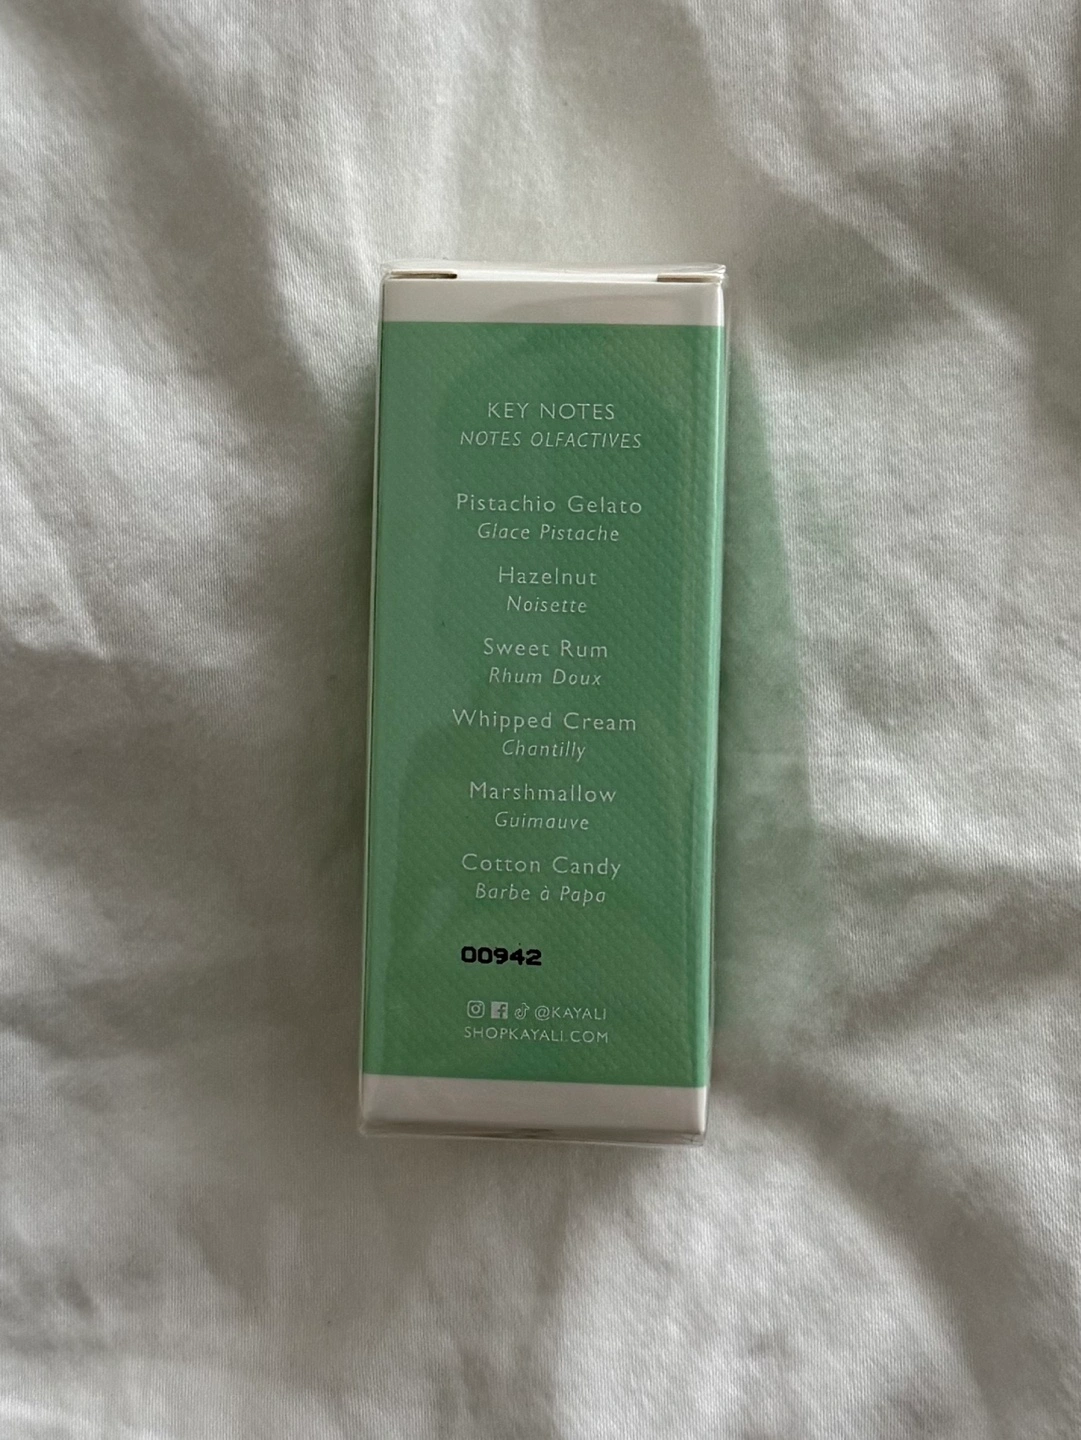 KEY NOTES
NOTES OLFACTIVES
Pistachio Gelato
Glace Pistache
Hazelnut
Noisette
Sweet Rum
Rhum Doux
Whipped Cream
Chantilly
Marshmallow
Guimauve
Cotton Candy
Barbe à Papa
00942
@KAYALI
SHOPKAYALI.COM